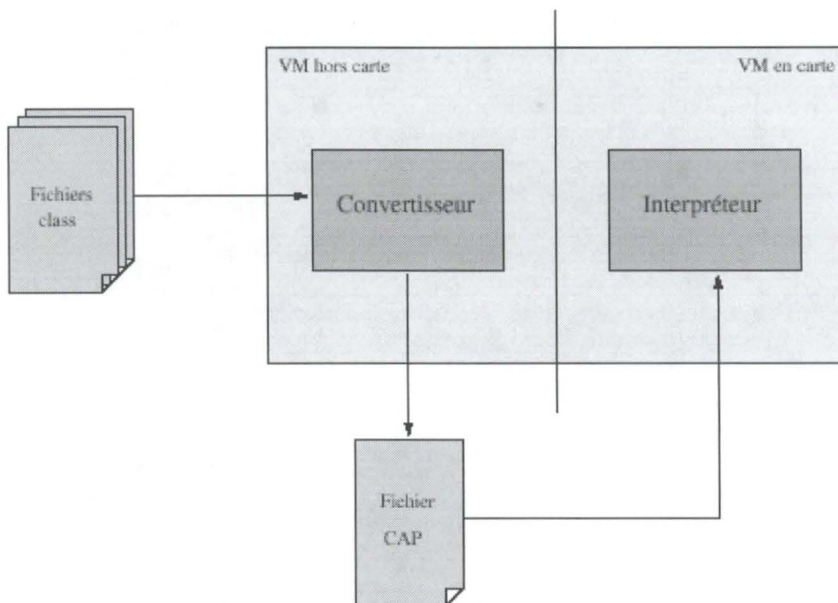 VM hors carte
VM en carte
Fichiers
class
Convertisseur
Interpréteur
Fichier
CAP